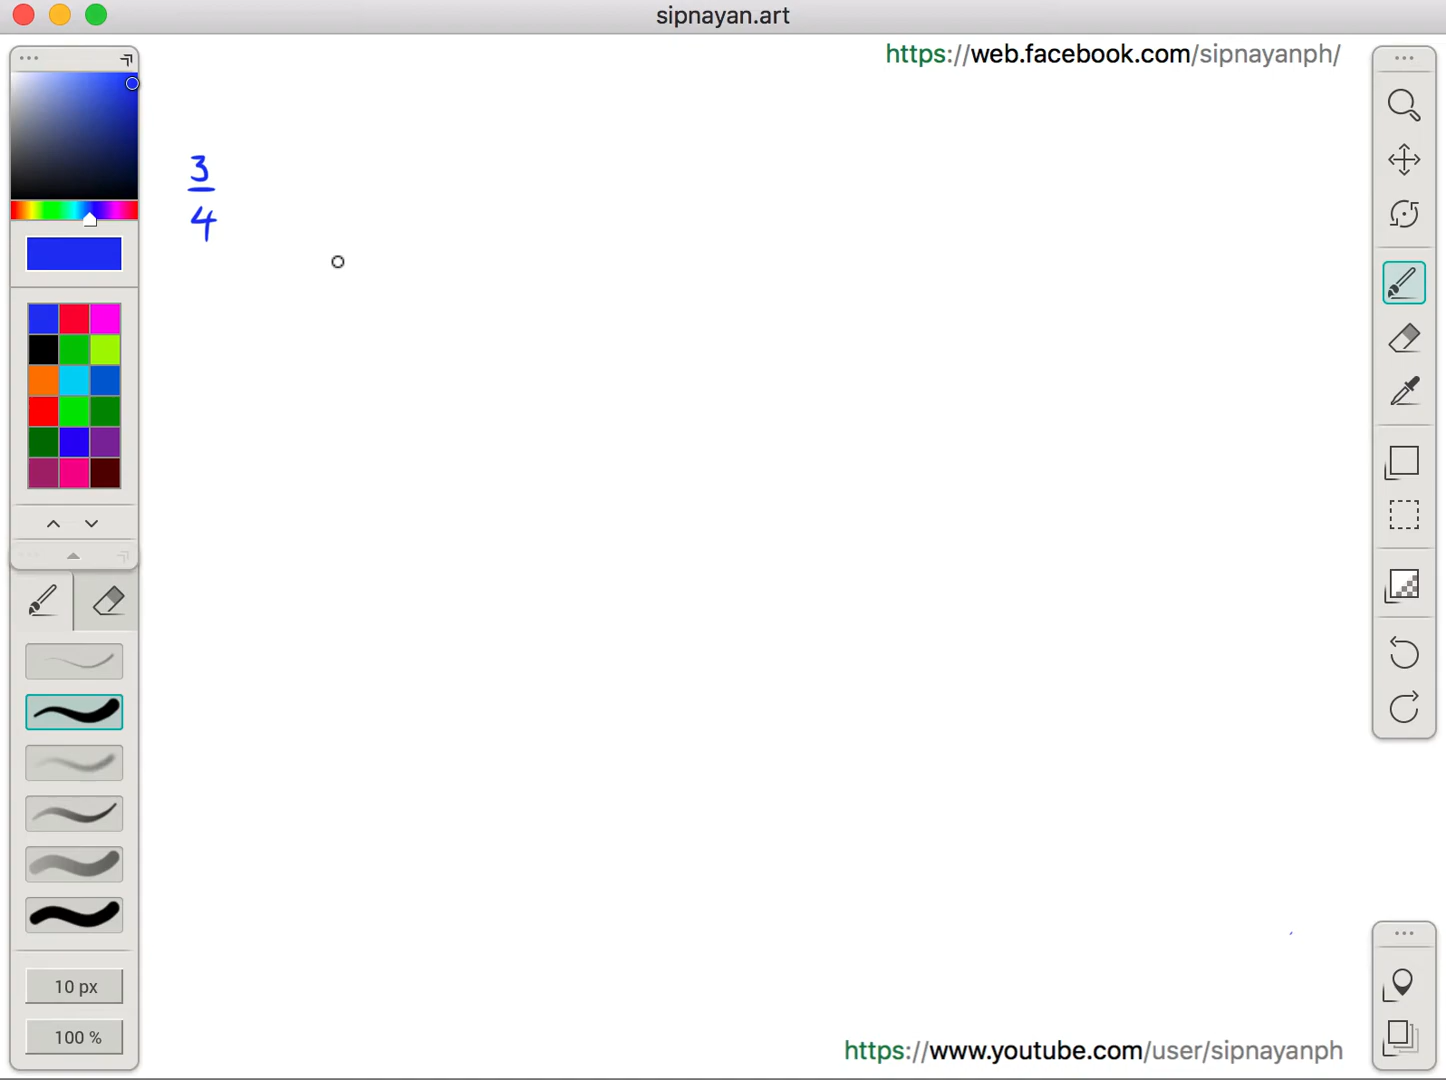 sipnayan.art
https://web.facebook.com/sipnayanph/
3
4
10 px
100 %
https://www.youtube.com/user/sipnayanph